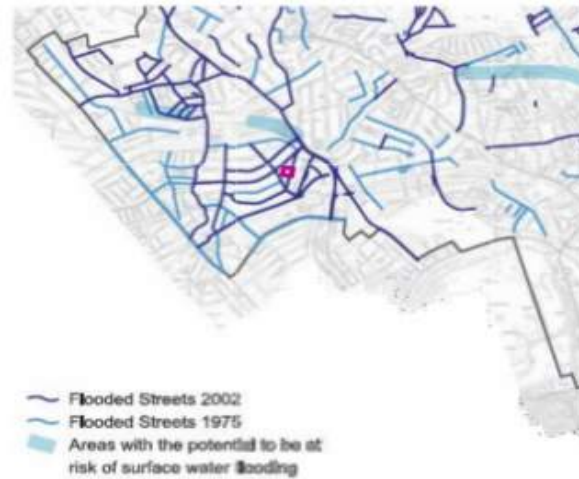 Flooded Streets 2002
Flooded Streets 1975
Areas with the potential to be at
risk of surface water flooding